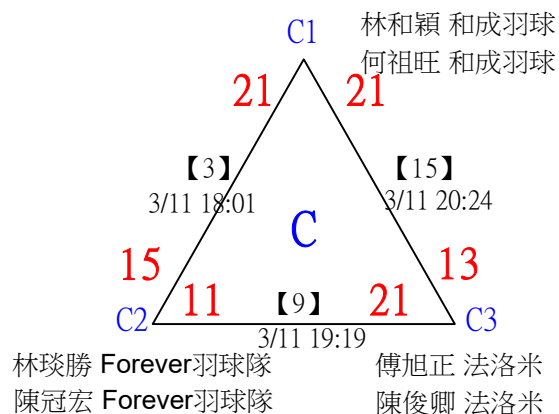 C1
林和穎 和成羽球
何祖旺 和成羽球
21
21
【3】
3/11 18:01
【15】
3/11 20:24
C
15
13
C2
11
【9】
21
C3
3/11 19:19
林琰勝 Forever羽球隊
陳冠宏 Forever羽球隊
傅旭正 法洛米
陳俊卿 法洛米